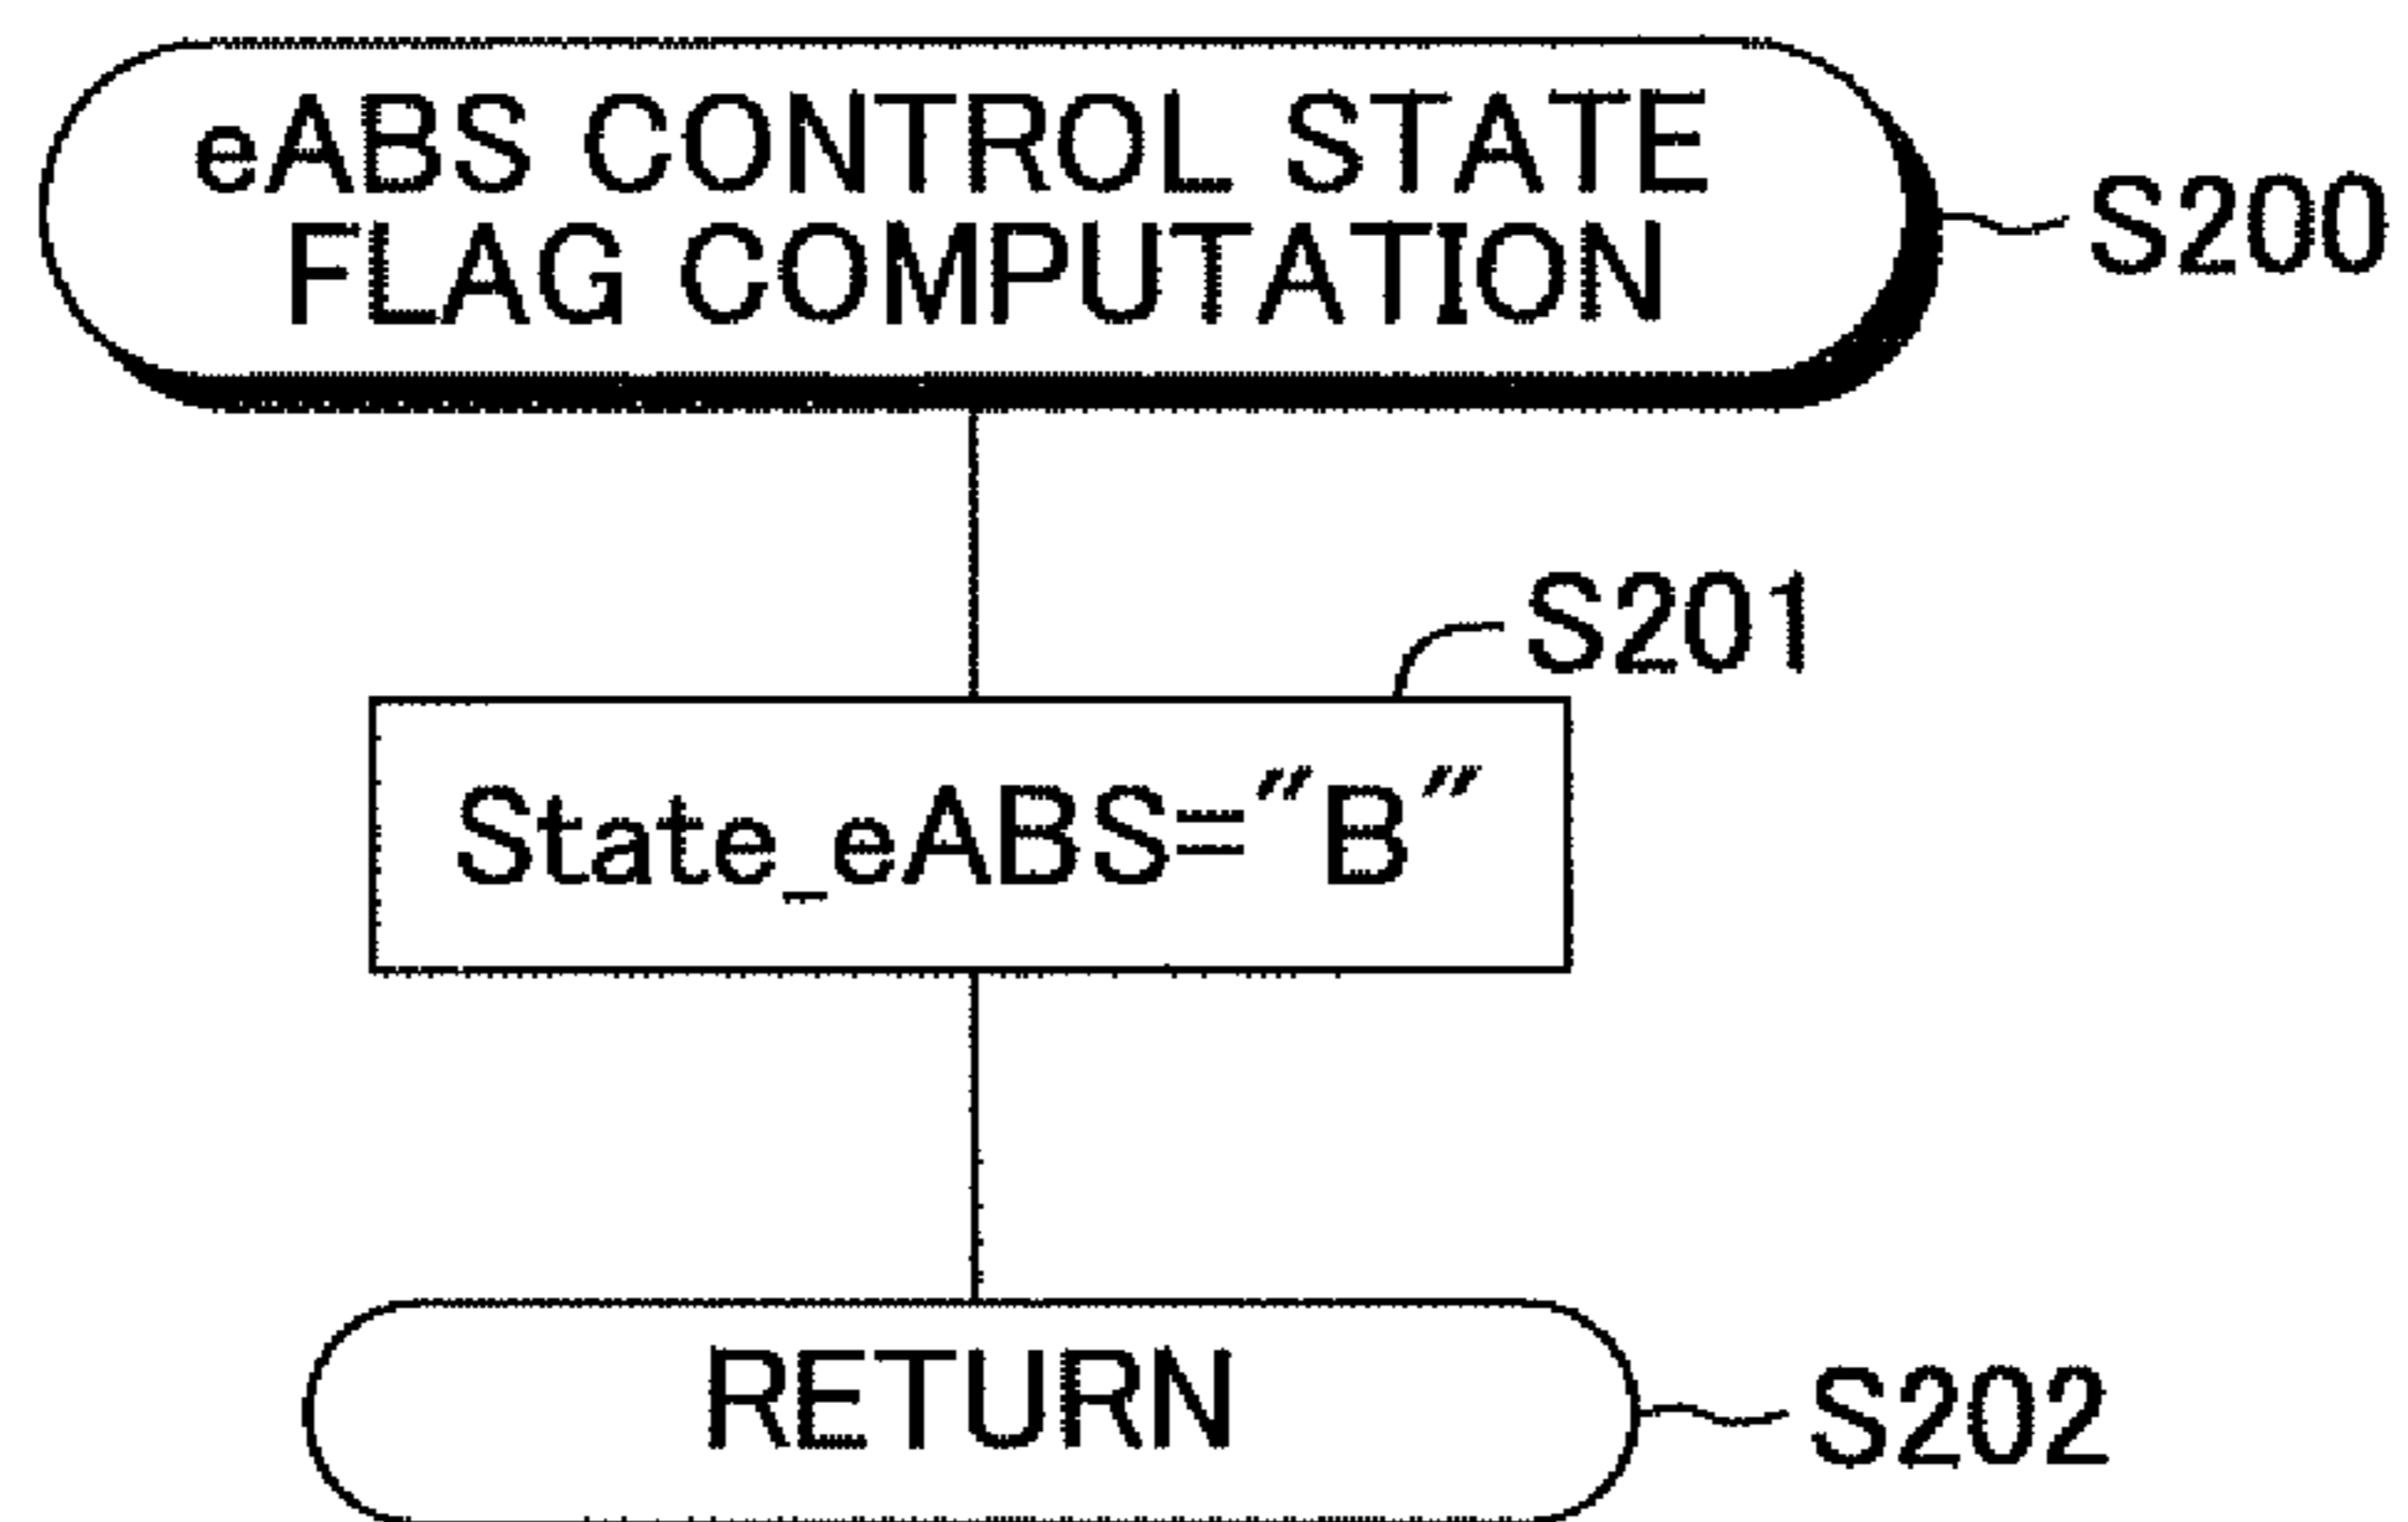 eABS CONTROL STATE
FLAG COMPUTATION
S200
S201
State_eABS="B"
RETURN
S202